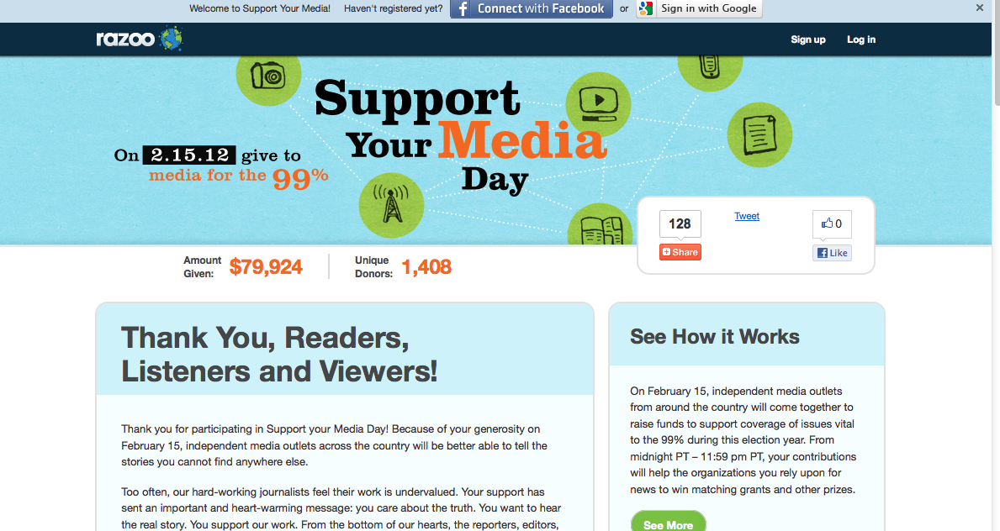 Welcome to Support Your Media! Haven't registered yet? Connect with Facebook or Sign in with Google
razoo Sign up Log in
Support
Your Media
Day
On 2.15.12 give to
media for the 99%
128 Tweet 0
Share Like
Amount Given: $79,924 Unique Donors: 1,408
Thank You, Readers,
Listeners and Viewers!
Thank you for participating in Support your Media Day! Because of your generosity on
February 15, independent media outlets across the country will be better able to tell the
stories you cannot find anywhere else.
Too often, our hard-working journalists feel their work is undervalued. Your support has
sent an important and heart-warming message: you care about the truth. You want to hear
the real story. You support our work. From the bottom of our hearts, the reporters, editors,
See How it Works
On February 15, independent media outlets
from around the country will come together to
raise funds to support coverage of issues vital
to the 99% during this election year. From
midnight PT – 11:59 pm PT, your contributions
will help the organizations you rely upon for
news to win matching grants and other prizes.
See More